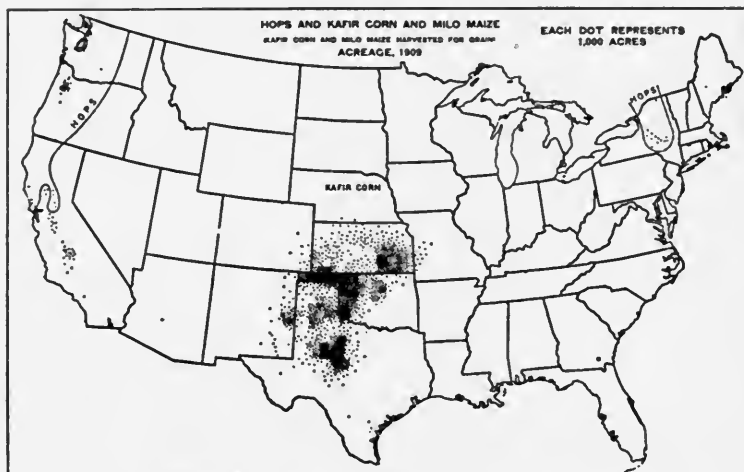 HOPS AND KAFIR CORN AND MILO MAIZE
(KAFIR CORN AND MILO MAIZE HARVESTED FOR GRAIN)
ACREAGE, 1909
EACH DOT REPRESENTS
1,000 ACRES
HOPS
HOPS
KAFIR CORN